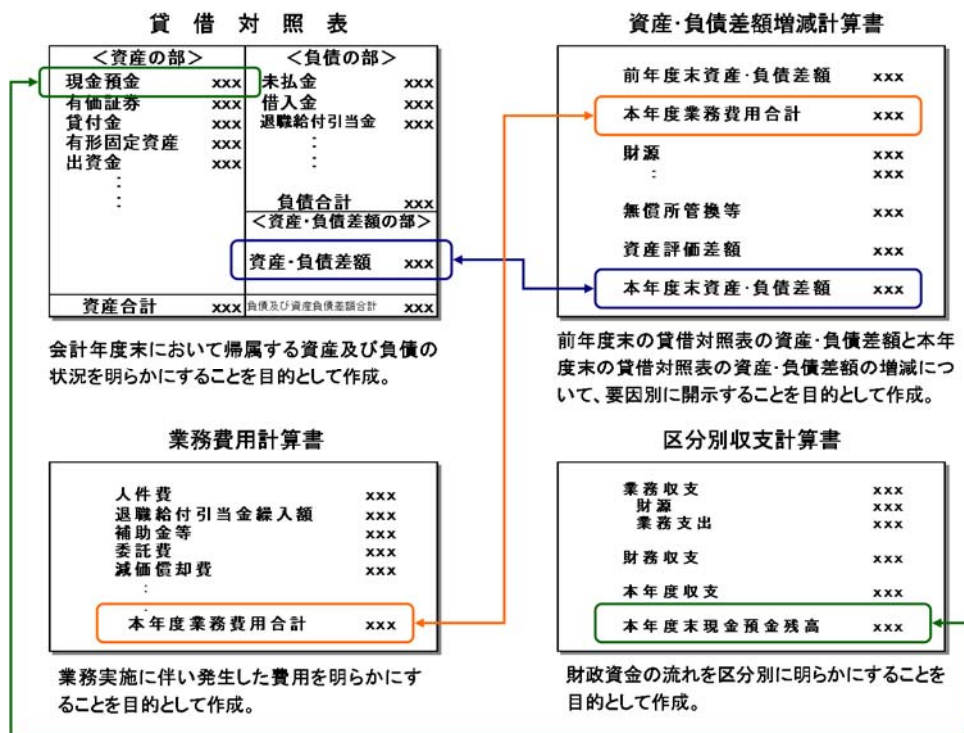 貸借対照表
＜資産の部＞
現金預金 xxx
有価証券 xxx
貸付金 xxx
有形固定資産 xxx
出資金 xxx
:
:
:
資産合計 xxx
＜負債の部＞
未払金 xxx
借入金 xxx
退職給付引当金 xxx
:
:
負債合計 xxx
＜資産・負債差額の部＞
資産・負債差額 xxx
負債及び資産負債差額合計 xxx
会計年度末において帰属する資産及び負債の
状況を明らかにすることを目的として作成。
資産・負債差額増減計算書
前年度末資産・負債差額 xxx
本年度業務費用合計 xxx
財源 xxx
: xxx
無償所管換等 xxx
資産評価差額 xxx
本年度末資産・負債差額 xxx
前年度末の貸借対照表の資産・負債差額と本年
度末の貸借対照表の資産・負債差額の増減につ
いて、要因別に開示することを目的として作成。
業務費用計算書
人件費 xxx
退職給付引当金繰入額 xxx
補助金等 xxx
委託費 xxx
減価償却費 xxx
:
:
本年度業務費用合計 xxx
業務実施に伴い発生した費用を明らかにす
ることを目的として作成。
区分別収支計算書
業務収支 xxx
財源 xxx
業務支出 xxx
財務収支 xxx
本年度収支 xxx
本年度末現金預金残高 xxx
財政資金の流れを区分別に明らかにすることを
目的として作成。